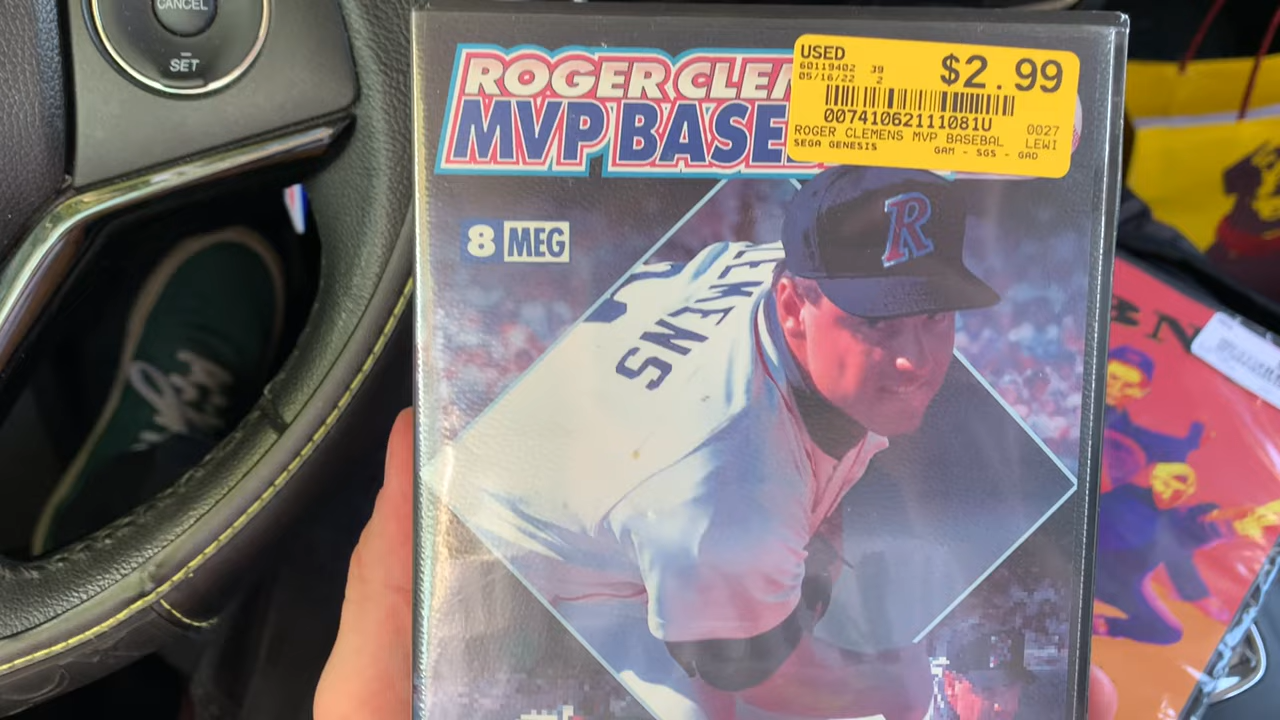 CANCEL
SET
ROGER CLEM
MVP BASEB
USED
60119402 39
05/16/22 2
$2.99
00741062111081U
0027
ROGER CLEMENS MVP BASEBAL LEWI
SEGA GENESIS GAM - SGS - GAD
8 MEG
R
LEMENS